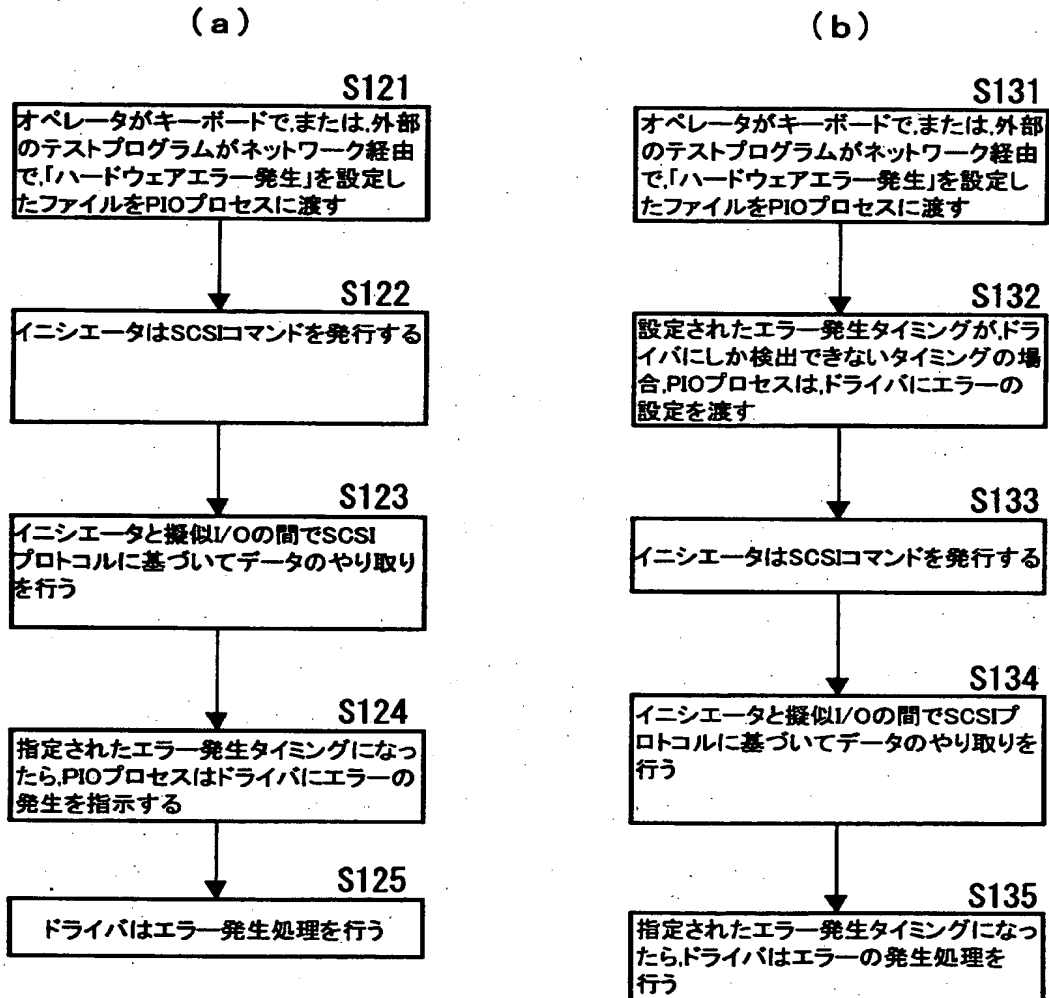 (a)
S121
オペレータがキーボードで,または,外部
のテストプログラムがネットワーク経由
で,「ハードウェアエラー発生」を設定し
たファイルをPIOプロセスに渡す
S122
イニシエータはSCSIコマンドを発行する
S123
イニシエータと擬似I/Oの間でSCSI
プロトコルに基づいてデータのやり取り
を行う
S124
指定されたエラー発生タイミングになっ
たら,PIOプロセスはドライバにエラーの
発生を指示する
S125
ドライバはエラー発生処理を行う
(b)
S131
オペレータがキーボードで,または,外部
のテストプログラムがネットワーク経由
で,「ハードウェアエラー発生」を設定し
たファイルをPIOプロセスに渡す
S132
設定されたエラー発生タイミングが,ドラ
イバにしか検出できないタイミングの場
合,PIOプロセスは,ドライバにエラーの
設定を渡す
S133
イニシエータはSCSIコマンドを発行する
S134
イニシエータと擬似I/Oの間でSCSIプ
ロトコルに基づいてデータのやり取りを
行う
S135
指定されたエラー発生タイミングになっ
たら,ドライバはエラーの発生処理を
行う